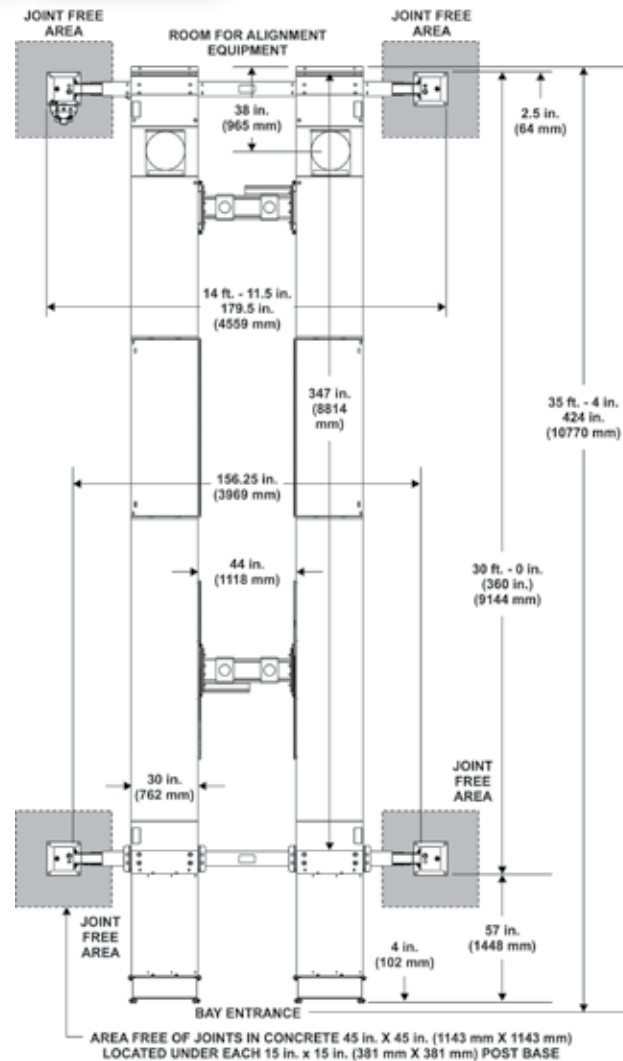 JOINT FREE
AREA
ROOM FOR ALIGNMENT
EQUIPMENT
JOINT FREE
AREA
38 in.
(965 mm)
2.5 in.
(64 mm)
14 ft. - 11.5 in.
179.5 in.
(4559 mm)
347 in.
(8814
mm)
35 ft. - 4 in.
424 in.
(10770 mm)
156.25 in.
(3969 mm)
44 in.
(1118 mm)
30 ft. - 0 in.
(360 in.)
(9144 mm)
30 in.
(762 mm)
JOINT
FREE
AREA
JOINT
FREE
AREA
4 in.
(102 mm)
57 in.
(1448 mm)
BAY ENTRANCE
AREA FREE OF JOINTS IN CONCRETE 45 in. X 45 in. (1143 mm X 1143 mm)
LOCATED UNDER EACH 15 in. x 15 in. (381 mm X 381 mm) POST BASE